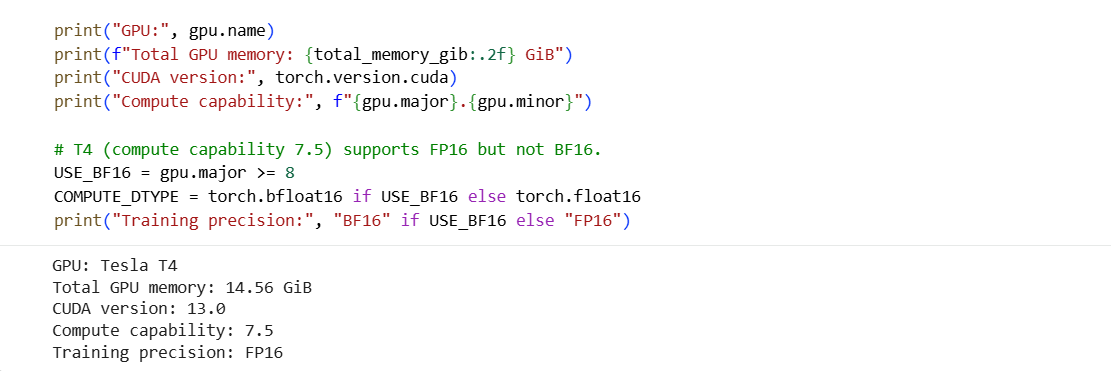 print("GPU:", gpu.name)
print(f"Total GPU memory: {total_memory_gib:.2f} GiB")
print("CUDA version:", torch.version.cuda)
print("Compute capability:", f"{gpu.major}.{gpu.minor}")
# T4 (compute capability 7.5) supports FP16 but not BF16.
USE_BF16 = gpu.major >= 8
COMPUTE_DTYPE = torch.bfloat16 if USE_BF16 else torch.float16
print("Training precision:", "BF16" if USE_BF16 else "FP16")
GPU: Tesla T4
Total GPU memory: 14.56 GiB
CUDA version: 13.0
Compute capability: 7.5
Training precision: FP16